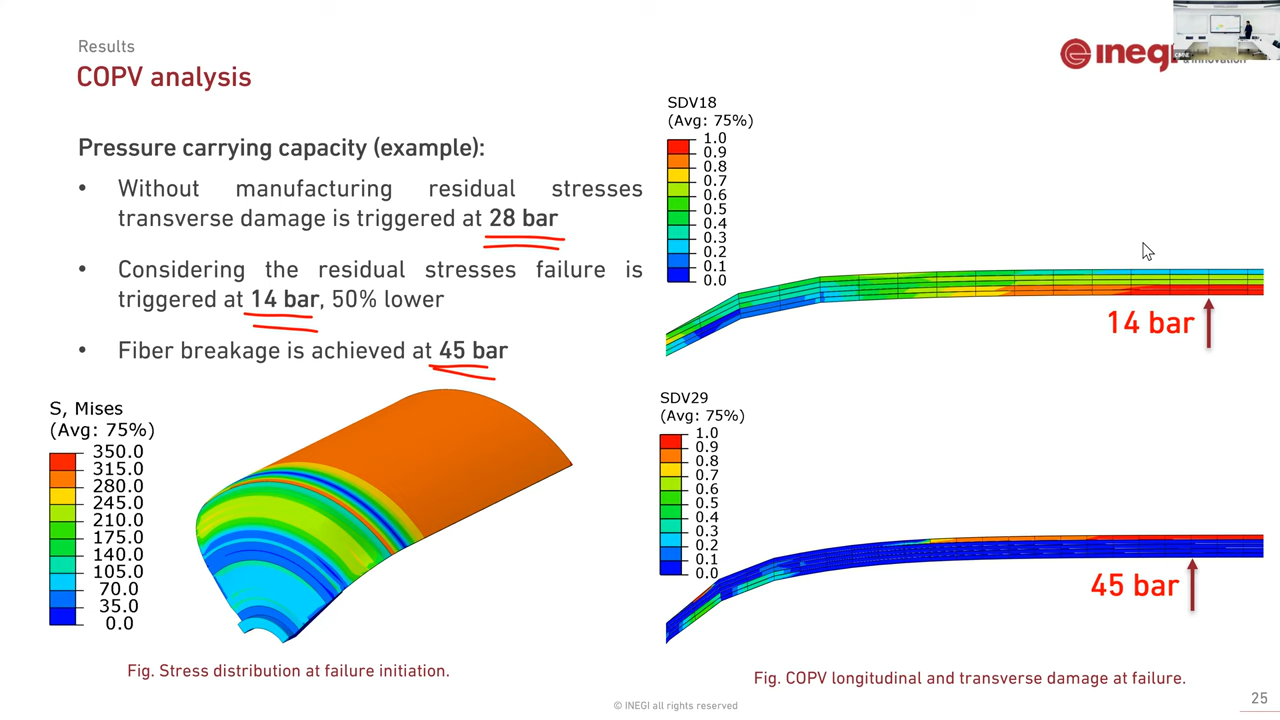 Results
COPV analysis
inegi
& innovation
Pressure carrying capacity (example):
• Without manufacturing residual stresses
transverse damage is triggered at 28 bar
• Considering the residual stresses failure is
triggered at 14 bar, 50% lower
• Fiber breakage is achieved at 45 bar
S, Mises
(Avg: 75%)
350.0
315.0
280.0
245.0
210.0
175.0
140.0
105.0
70.0
35.0
0.0
Fig. Stress distribution at failure initiation.
SDV18
(Avg: 75%)
1.0
0.9
0.8
0.7
0.6
0.5
0.4
0.3
0.2
0.1
0.0
14 bar
SDV29
(Avg: 75%)
1.0
0.9
0.8
0.7
0.6
0.5
0.4
0.3
0.2
0.1
0.0
45 bar
Fig. COPV longitudinal and transverse damage at failure.
© INEGI all rights reserved
25